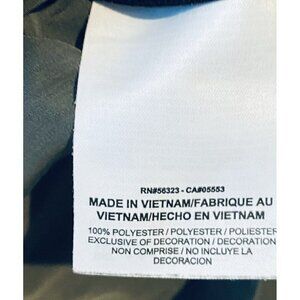 RN#56323 - CA#05553
MADE IN VIETNAM/FABRIQUE AU
VIETNAM/HECHO EN VIETNAM
100% POLYESTER / POLYESTER / POLIESTER
EXCLUSIVE OF DECORATION / DECORATION
NON COMPRISE / NO INCLUYE LA
DECORACION